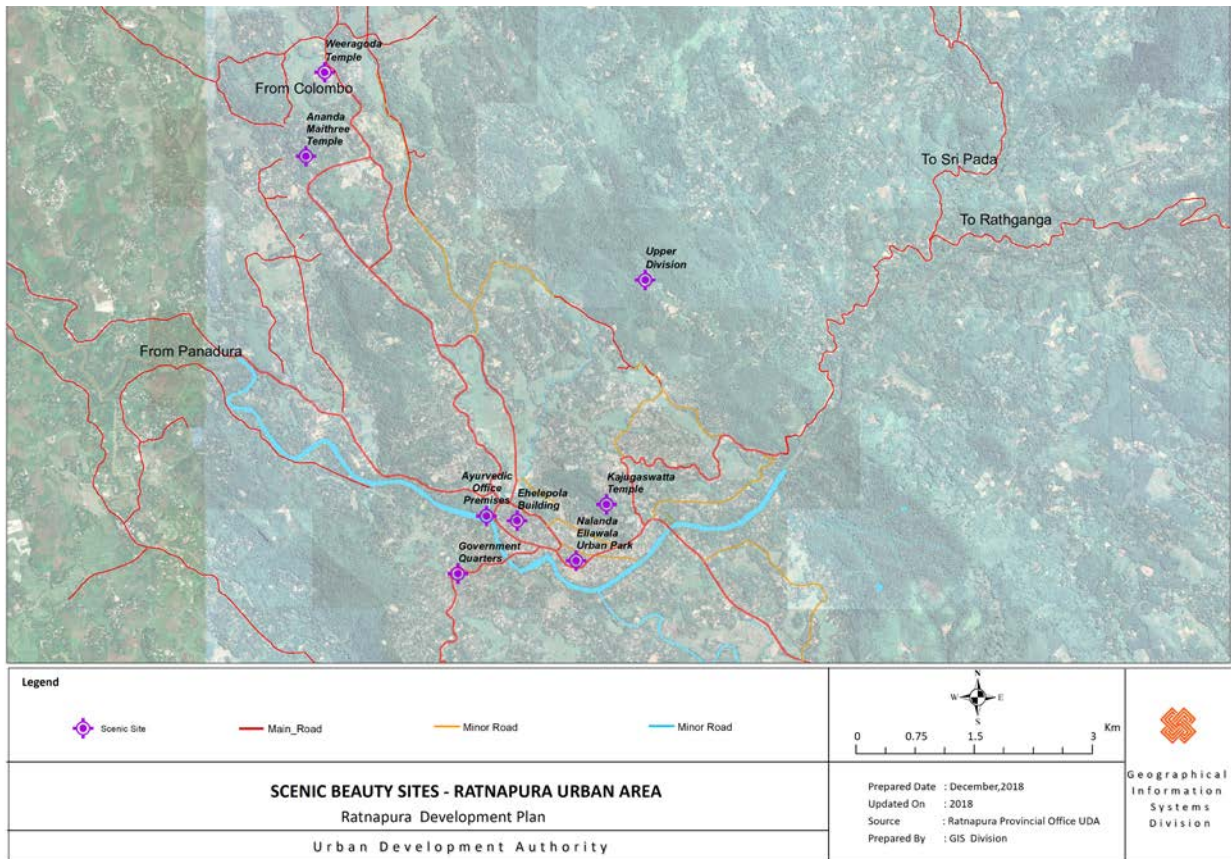 Weeragoda
Temple
From Colombo
Ananda
Maithree
Temple
To Sri Pada
To Rathganga
Upper
Division
From Panadura
Ayurvedic
Office
Premises
Ehelepola
Building
Kajugaswatta
Temple
Nalanda
Ellawala
Urban Park
Government
Quarters
Legend
Scenic Site
Main_Road
Minor Road
Minor Road
N
W E
S
Km
0 0.75 1.5 3
SCENIC BEAUTY SITES - RATNAPURA URBAN AREA
Ratnapura Development Plan
Urban Development Authority
Prepared Date : December,2018
Updated On : 2018
Source : Ratnapura Provincial Office UDA
Prepared By : GIS Division
Geographical
Information
Systems
Division